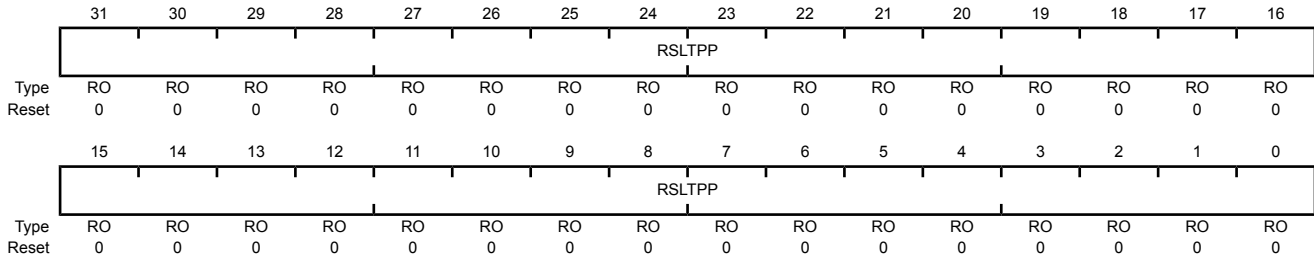 31 30 29 28 27 26 25 24 23 22 21 20 19 18 17 16
RSLTPP
Type RO RO RO RO RO RO RO RO RO RO RO RO RO RO RO RO
Reset 0 0 0 0 0 0 0 0 0 0 0 0 0 0 0 0
15 14 13 12 11 10 9 8 7 6 5 4 3 2 1 0
RSLTPP
Type RO RO RO RO RO RO RO RO RO RO RO RO RO RO RO RO
Reset 0 0 0 0 0 0 0 0 0 0 0 0 0 0 0 0